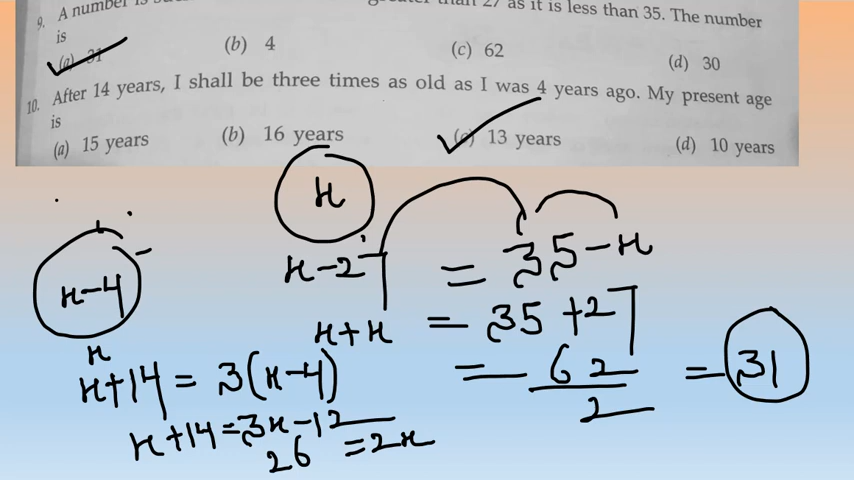 9. A number is greater than 27 as it is less than 35. The number
is
(a) 31 (b) 4 (c) 62 (d) 30
10. After 14 years, I shall be three times as old as I was 4 years ago. My present age
is
(a) 15 years (b) 16 years (c) 13 years (d) 10 years
x
x-27 = 35-x
x-4
x+x = 35+27
x
x+14 = 3(x-4)
= 62/2 = 31
x+14=3x-12
26 =2x